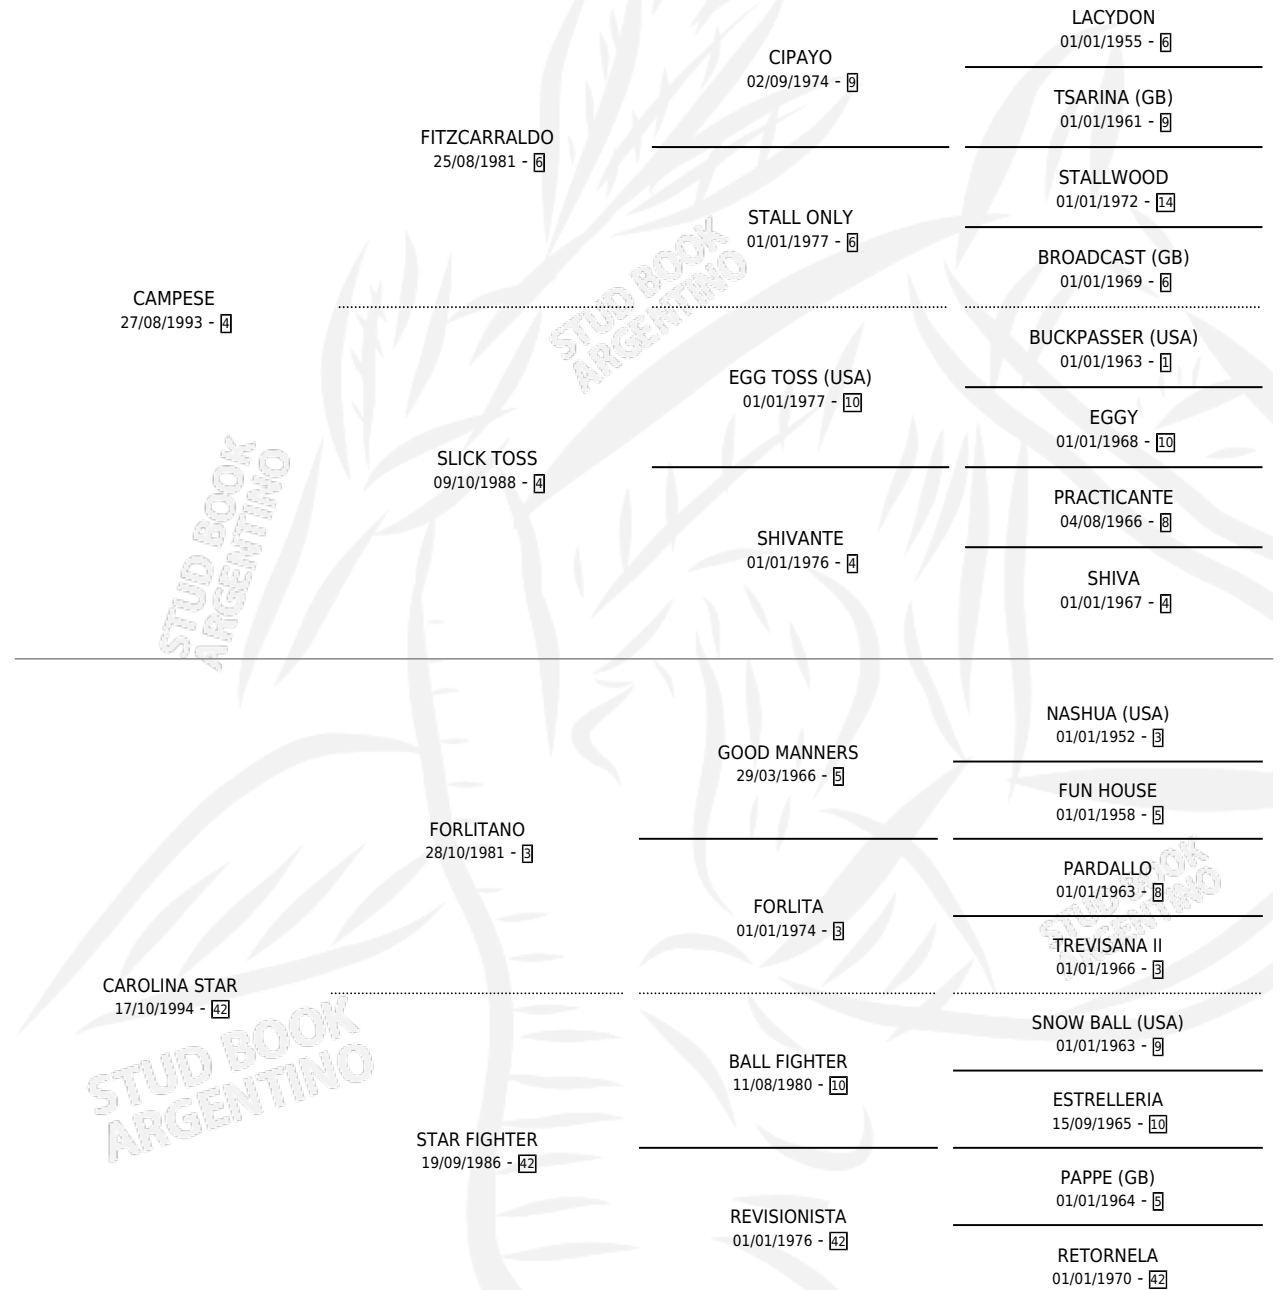 LACYDON
01/01/1955 - 6
CIPAYO
02/09/1974 - 9
TSARINA (GB)
01/01/1961 - 9
FITZCARRALDO
25/08/1981 - 6
STALLWOOD
01/01/1972 - 14
STALL ONLY
01/01/1977 - 6
BROADCAST (GB)
01/01/1969 - 6
CAMPESE
27/08/1993 - 4
BUCKPASSER (USA)
01/01/1963 - 1
EGG TOSS (USA)
01/01/1977 - 10
EGGY
01/01/1968 - 10
SLICK TOSS
09/10/1988 - 4
PRACTICANTE
04/08/1966 - 8
SHIVANTE
01/01/1976 - 4
SHIVA
01/01/1967 - 4
STUD BOOK
ARGENTINO
STUD BOOK
ARGENTINO
NASHUA (USA)
01/01/1952 - 3
GOOD MANNERS
29/03/1966 - 5
FUN HOUSE
01/01/1958 - 5
FORLITANO
28/10/1981 - 3
PARDALLO
01/01/1963 - 8
FORLITA
01/01/1974 - 3
TREVISANA II
01/01/1966 - 3
CAROLINA STAR
17/10/1994 - 42
SNOW BALL (USA)
01/01/1963 - 9
BALL FIGHTER
11/08/1980 - 10
ESTRELLERIA
15/09/1965 - 10
STAR FIGHTER
19/09/1986 - 42
PAPPE (GB)
01/01/1964 - 5
REVISIONISTA
01/01/1976 - 42
RETORNELA
01/01/1970 - 42
STUD BOOK
ARGENTINO
STUD BOOK
ARGENTINO